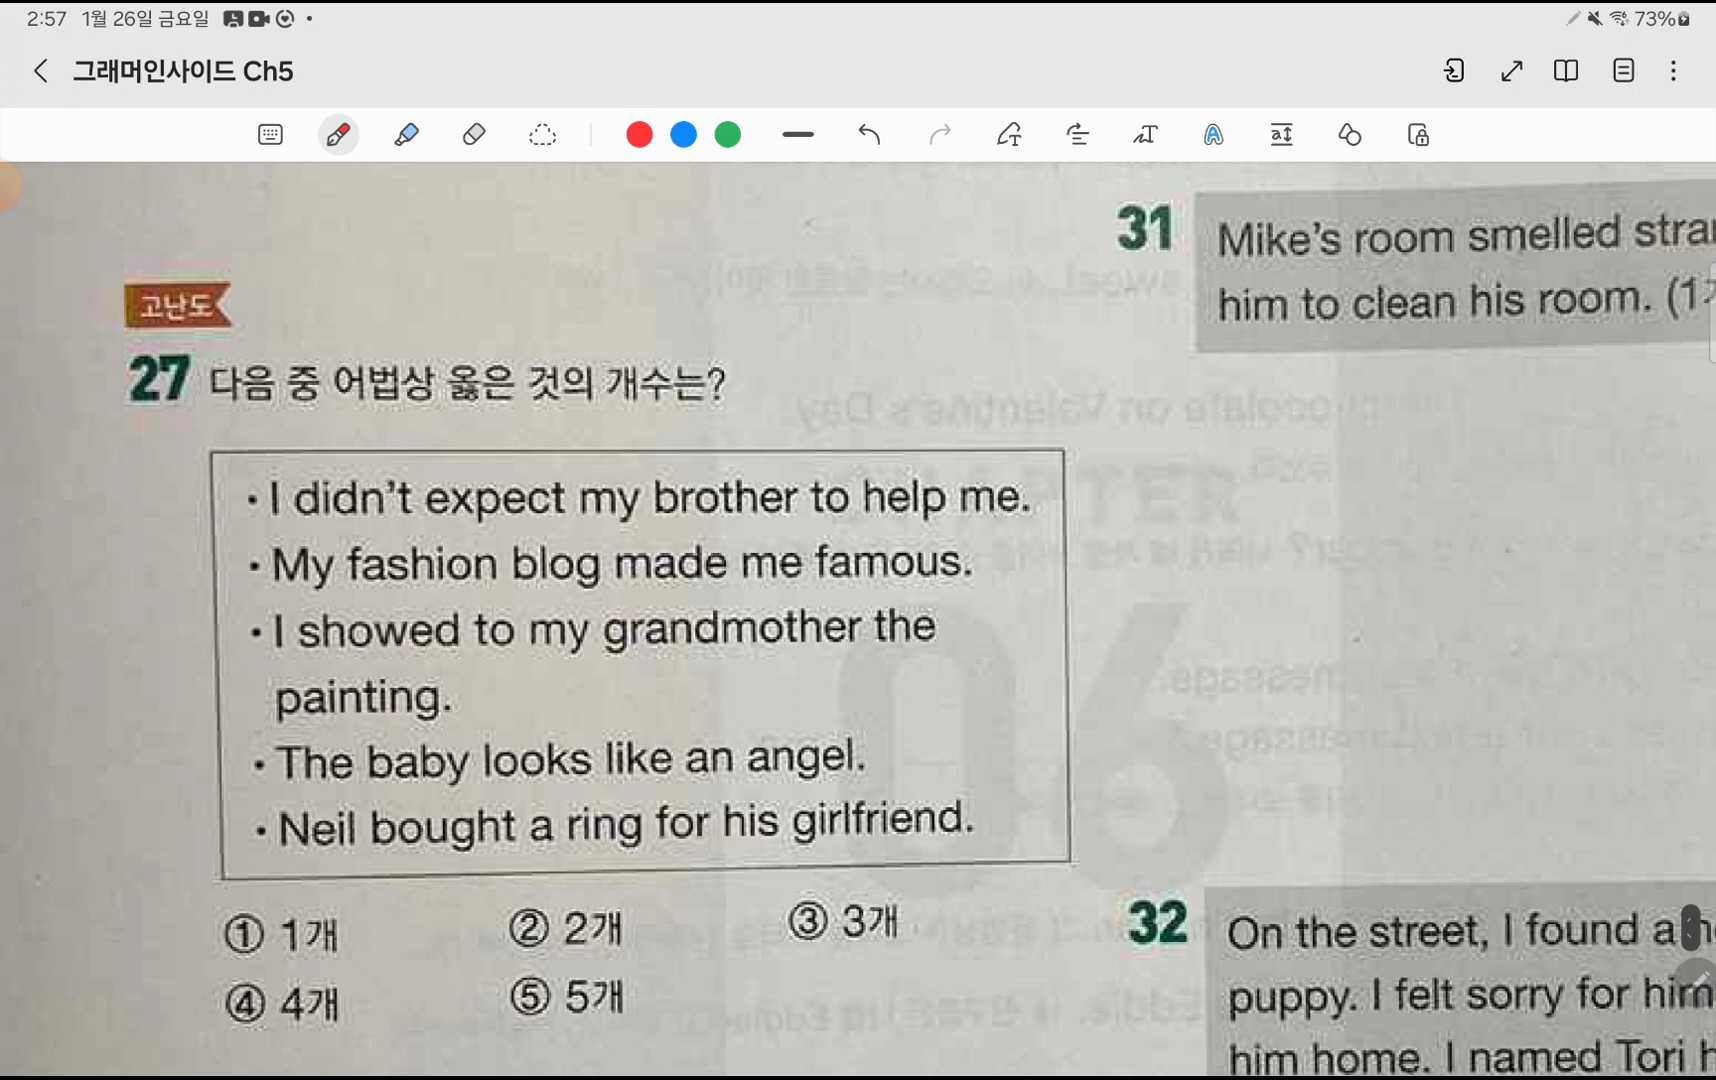 2:57 1월 26일 금요일
73%
그래머인사이드 Ch5
고난도
27 다음 중 어법상 옳은 것의 개수는?
• I didn't expect my brother to help me.
• My fashion blog made me famous.
• I showed to my grandmother the
painting.
• The baby looks like an angel.
• Neil bought a ring for his girlfriend.
① 1개 ② 2개 ③ 3개
④ 4개 ⑤ 5개
31 Mike's room smelled
him to clean his room.
32 On the street, I found a
puppy. I felt sorry for him
him home. I named Tori